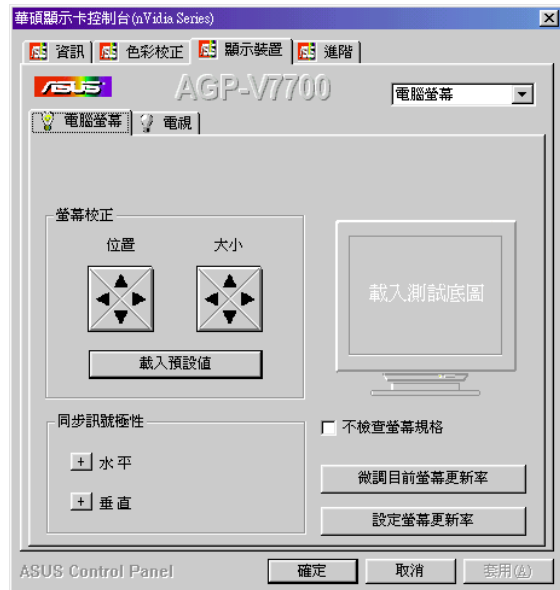 華碩顯示卡控制台(nVidia Series)
資訊 色彩校正 顯示裝置 進階
ASUS AGP-V7700 電腦螢幕
電腦螢幕 電視
螢幕校正
位置 大小
載入測試底圖
載入預設值
同步訊號極性
不檢查螢幕規格
+ 水平
微調目前螢幕更新率
+ 垂直
設定螢幕更新率
ASUS Control Panel 確定 取消 套用(A)